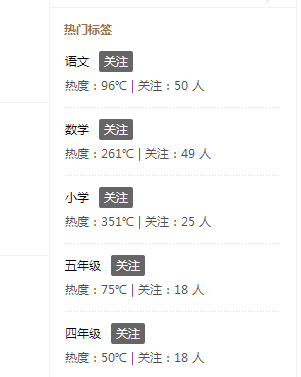 热门标签
语文 关注
热度：96℃ | 关注：50 人
数学 关注
热度：261℃ | 关注：49 人
小学 关注
热度：351℃ | 关注：25 人
五年级 关注
热度：75℃ | 关注：18 人
四年级 关注
热度：50℃ | 关注：18 人